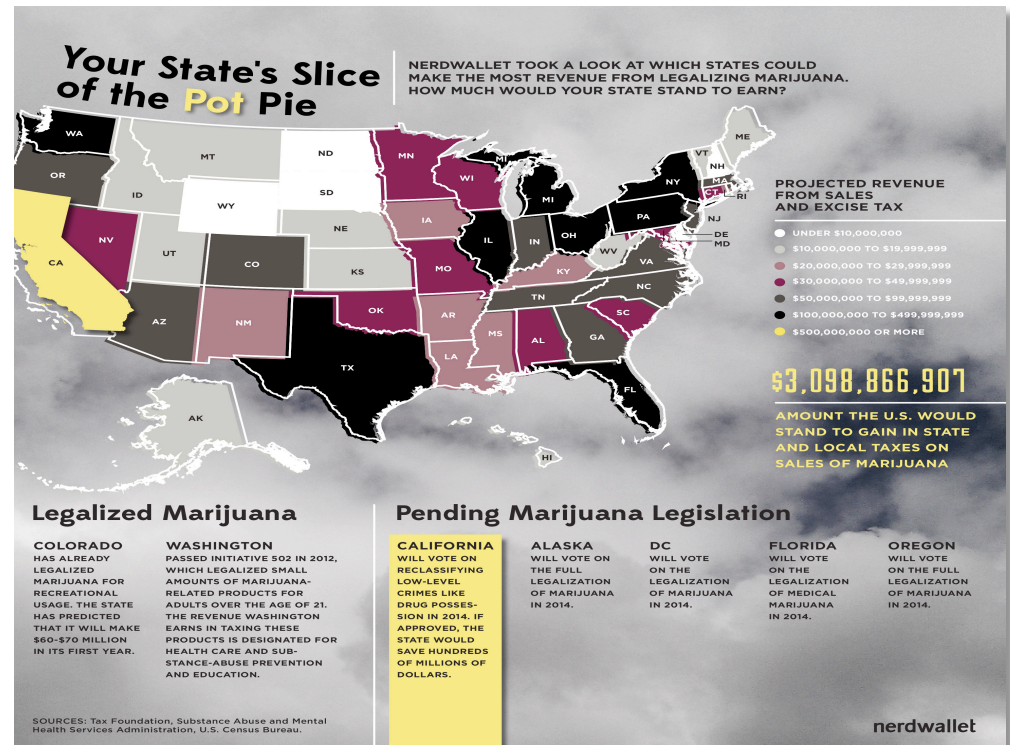 Your State's Slice
of the Pot Pie
NERDWALLET TOOK A LOOK AT WHICH STATES COULD
MAKE THE MOST REVENUE FROM LEGALIZING MARIJUANA.
HOW MUCH WOULD YOUR STATE STAND TO EARN?
WA
OR
CA
NV
ID
MT
WY
UT
AZ
CO
NM
ND
SD
NE
KS
OK
TX
MN
IA
MO
AR
LA
WI
IL
MI
MI
IN
OH
KY
TN
MS
AL
GA
FL
SC
NC
VA
WV
PA
NY
VT
NH
ME
MA
CT
RI
NJ
DE
MD
AK
HI
PROJECTED REVENUE
FROM SALES
AND EXCISE TAX
UNDER $10,000,000
$10,000,000 TO $19,999,999
$20,000,000 TO $29,999,999
$30,000,000 TO $49,999,999
$50,000,000 TO $99,999,999
$100,000,000 TO $499,999,999
$500,000,000 OR MORE
$3,098,866,907
AMOUNT THE U.S. WOULD
STAND TO GAIN IN STATE
AND LOCAL TAXES ON
SALES OF MARIJUANA
Legalized Marijuana
COLORADO
HAS ALREADY
LEGALIZED
MARIJUANA FOR
RECREATIONAL
USAGE. THE STATE
HAS PREDICTED
THAT IT WILL MAKE
$60-$70 MILLION
IN ITS FIRST YEAR.
WASHINGTON
PASSED INITIATIVE 502 IN 2012,
WHICH LEGALIZED SMALL
AMOUNTS OF MARIJUANA-
RELATED PRODUCTS FOR
ADULTS OVER THE AGE OF 21.
THE REVENUE WASHINGTON
EARNS IN TAXING THESE
PRODUCTS IS DESIGNATED FOR
HEALTH CARE AND SUB-
STANCE-ABUSE PREVENTION
AND EDUCATION.
Pending Marijuana Legislation
CALIFORNIA
WILL VOTE ON
RECLASSIFYING
LOW-LEVEL
CRIMES LIKE
DRUG POSSES-
SION IN 2014. IF
APPROVED, THE
STATE WOULD
SAVE HUNDREDS
OF MILLIONS OF
DOLLARS.
ALASKA
WILL VOTE ON
THE FULL
LEGALIZATION
OF MARIJUANA
IN 2014.
DC
WILL VOTE
ON THE
LEGALIZATION
OF MARIJUANA
IN 2014.
FLORIDA
WILL VOTE
ON THE
LEGALIZATION
OF MEDICAL
MARIJUANA
IN 2014.
OREGON
WILL VOTE
ON THE FULL
LEGALIZATION
OF MARIJUANA
IN 2014.
SOURCES: Tax Foundation, Substance Abuse and Mental
Health Services Administration, U.S. Census Bureau.
nerdwallet